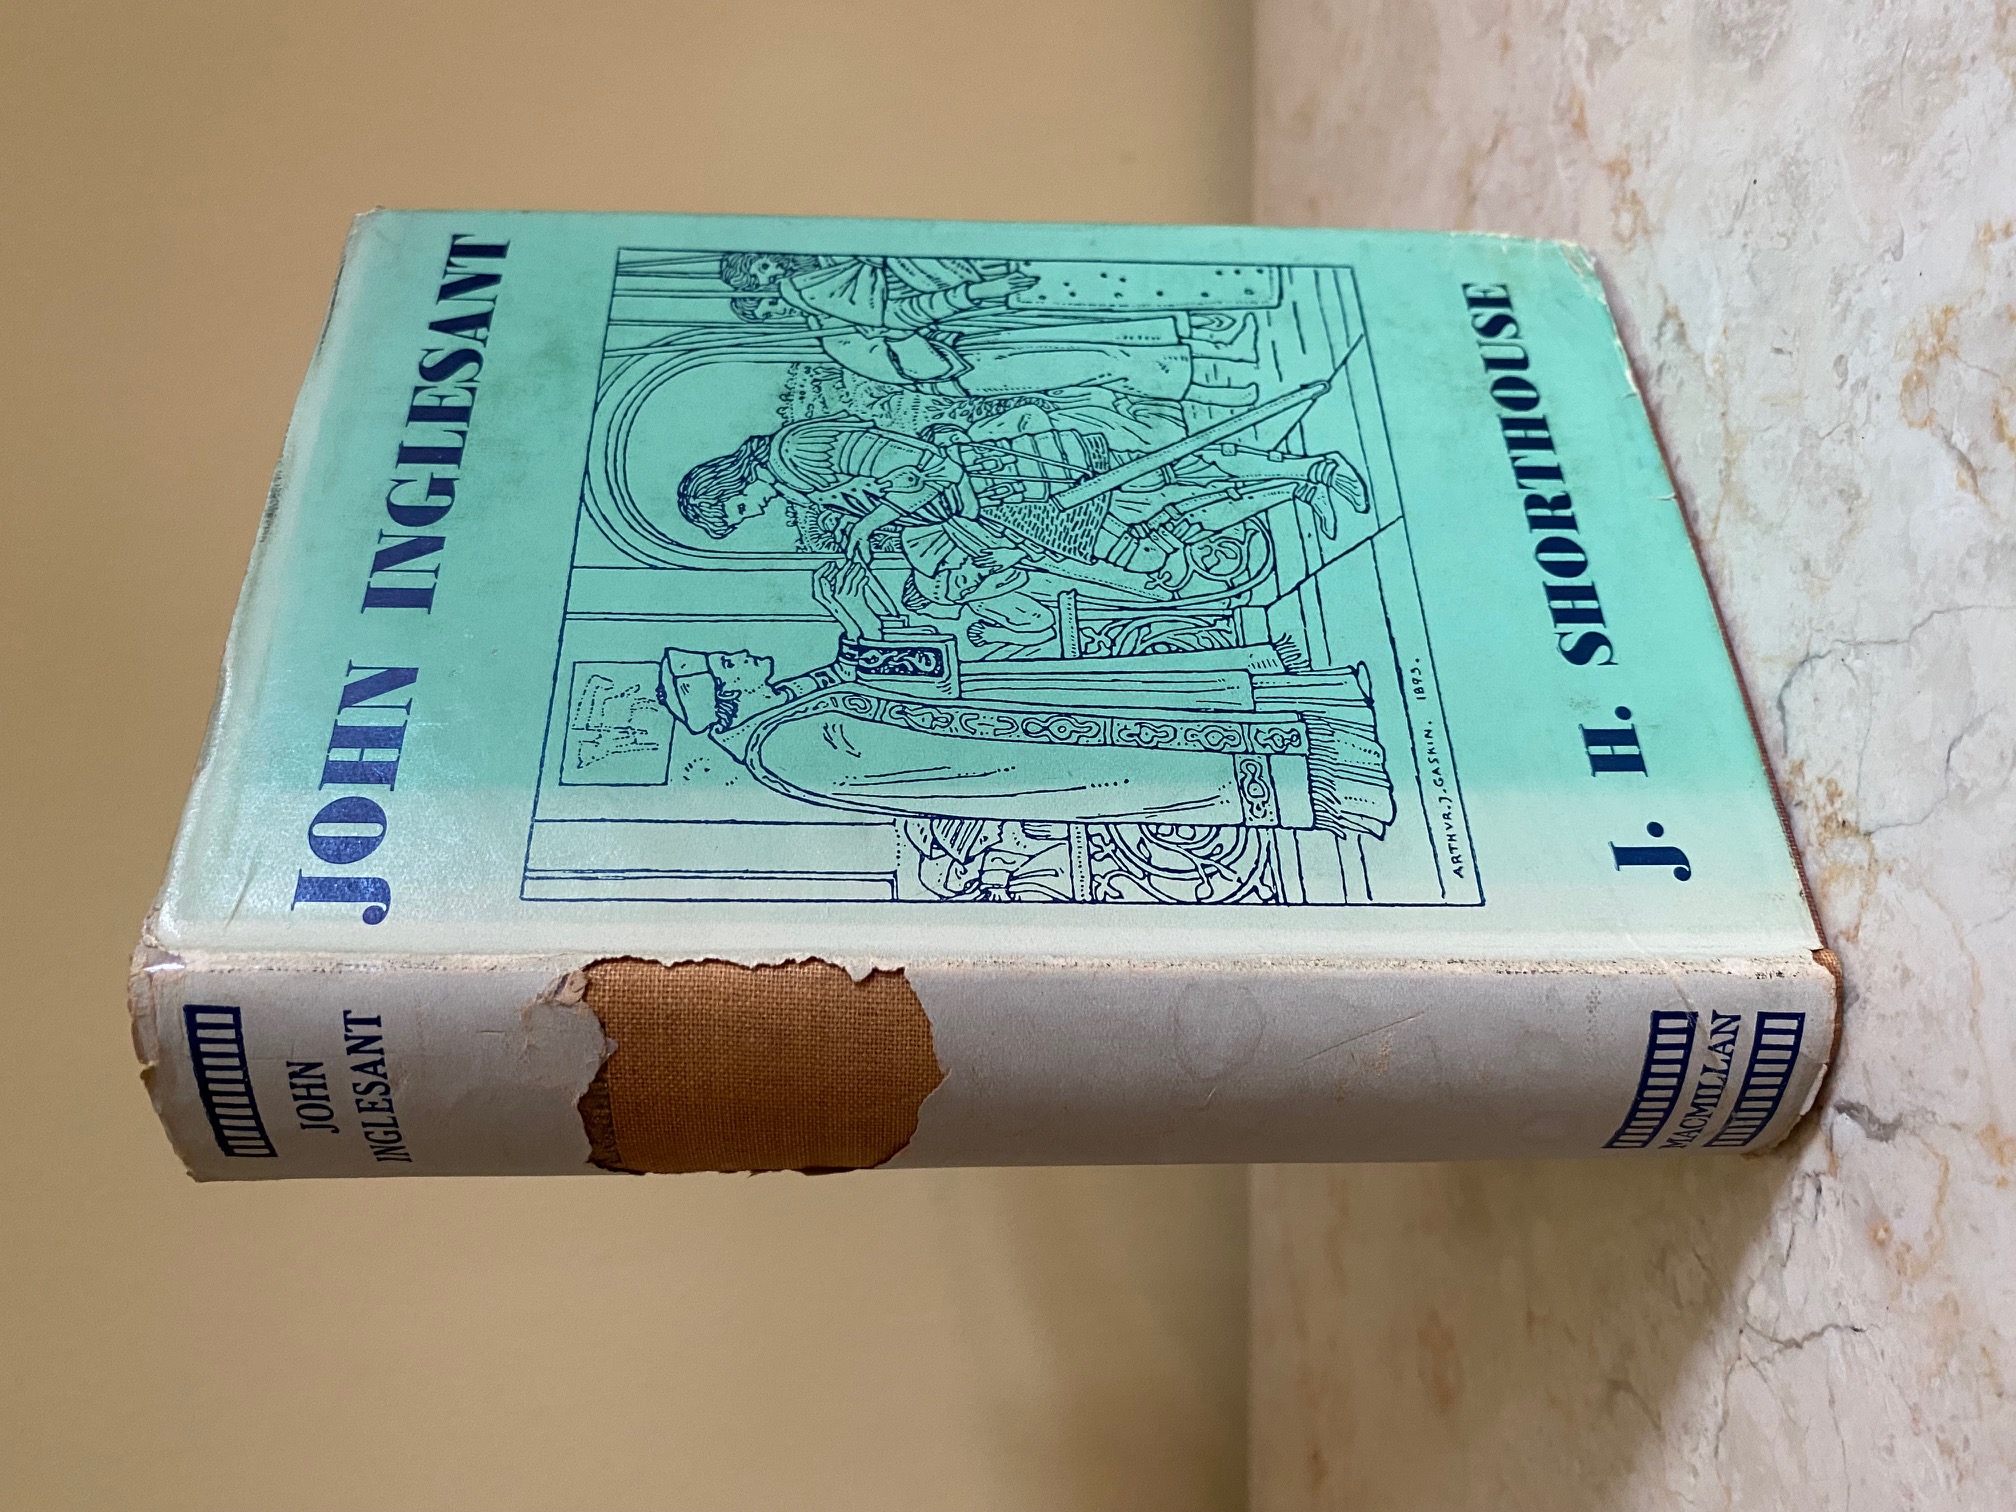 JOHN INGLESANT
ARTHVR.J.GASKIN. 1893.
J. H. SHORTHOUSE
JOHN
INGLESANT
MACMILLAN